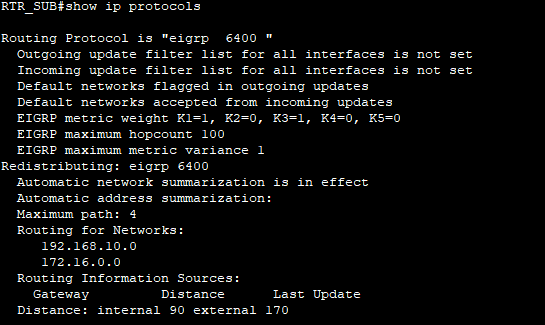 RTR_SUB#show ip protocols
Routing Protocol is "eigrp  6400 "
  Outgoing update filter list for all interfaces is not set
  Incoming update filter list for all interfaces is not set
  Default networks flagged in outgoing updates
  Default networks accepted from incoming updates
  EIGRP metric weight K1=1, K2=0, K3=1, K4=0, K5=0
  EIGRP maximum hopcount 100
  EIGRP maximum metric variance 1
Redistributing: eigrp 6400
  Automatic network summarization is in effect
  Automatic address summarization:
  Maximum path: 4
  Routing for Networks:
     192.168.10.0
     172.16.0.0
  Routing Information Sources:
    Gateway         Distance      Last Update
  Distance: internal 90 external 170